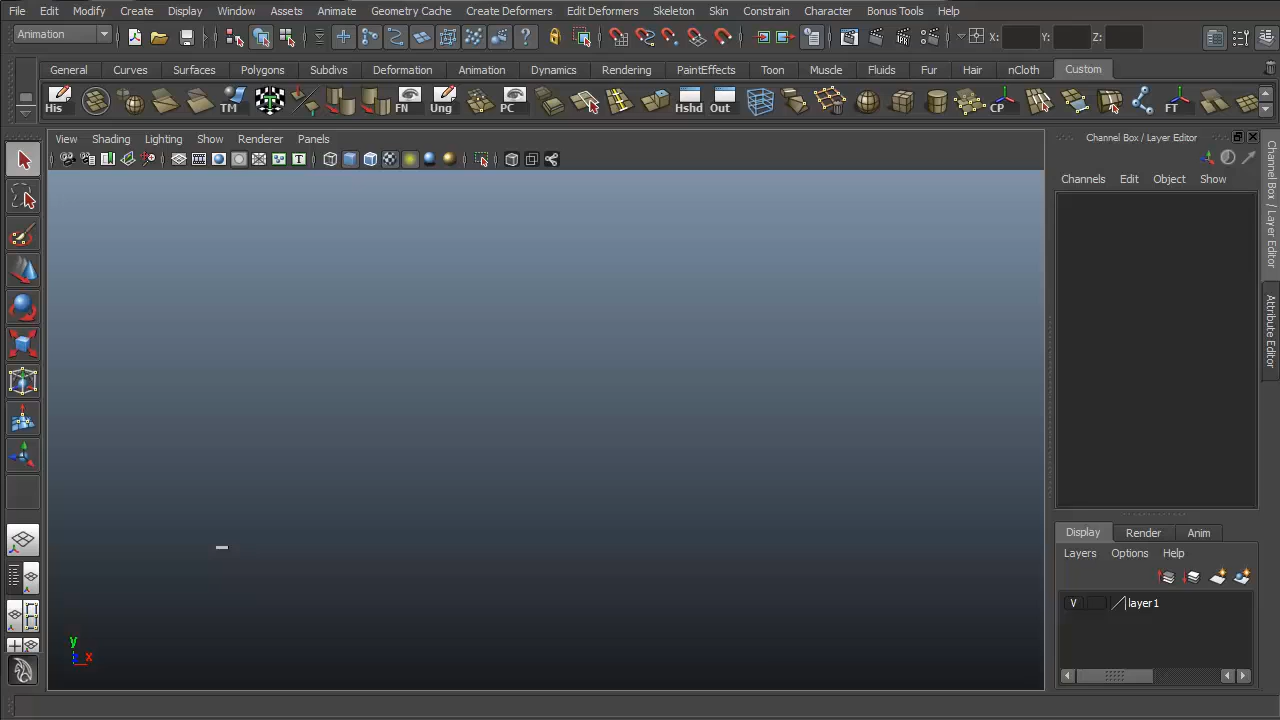 File Edit Modify Create Display Window Assets Animate Geometry Cache Create Deformers Edit Deformers Skeleton Skin Constrain Character Bonus Tools Help
Animation X: Y: Z:
General Curves Surfaces Polygons Subdivs Deformation Animation Dynamics Rendering PaintEffects Toon Muscle Fluids Fur Hair nCloth Custom
His TM FN Ung PC Hshd Out CP FT
View Shading Lighting Show Renderer Panels
T
Channel Box / Layer Editor
Channels Edit Object Show
Channel Box / Layer Editor
Attribute Editor
Display Render Anim
Layers Options Help
V layer1
y
x